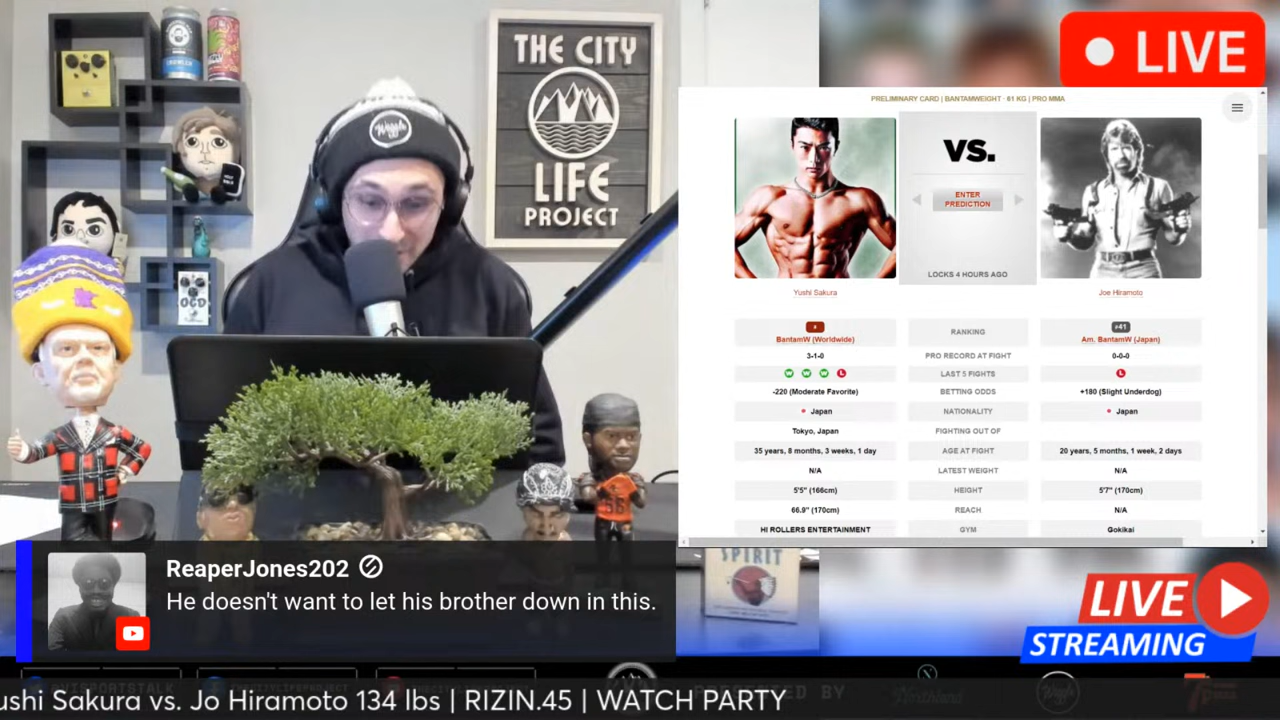 THE CITY
LIFE
PROJECT
Wiggle
OCD
SPIRIT
LIVE
PRELIMINARY CARD | BANTAMWEIGHT · 61 KG | PRO MMA
VS.
ENTER
PREDICTION
LOCKS 4 HOURS AGO
Yushi Sakura
Joe Hiramoto
BantamW (Worldwide) RANKING #41 Am. BantamW (Japan)
3-1-0 PRO RECORD AT FIGHT 0-0-0
W W W L LAST 5 FIGHTS L
-220 (Moderate Favorite) BETTING ODDS +180 (Slight Underdog)
Japan NATIONALITY Japan
Tokyo, Japan FIGHTING OUT OF
35 years, 8 months, 3 weeks, 1 day AGE AT FIGHT 20 years, 5 months, 1 week, 2 days
N/A LATEST WEIGHT N/A
5'5" (166cm) HEIGHT 5'7" (170cm)
66.9" (170cm) REACH N/A
HI ROLLERS ENTERTAINMENT GYM Gokikai
ReaperJones202
He doesn't want to let his brother down in this.
LIVE
STREAMING
ushi Sakura vs. Jo Hiramoto 134 lbs | RIZIN.45 | WATCH PARTY